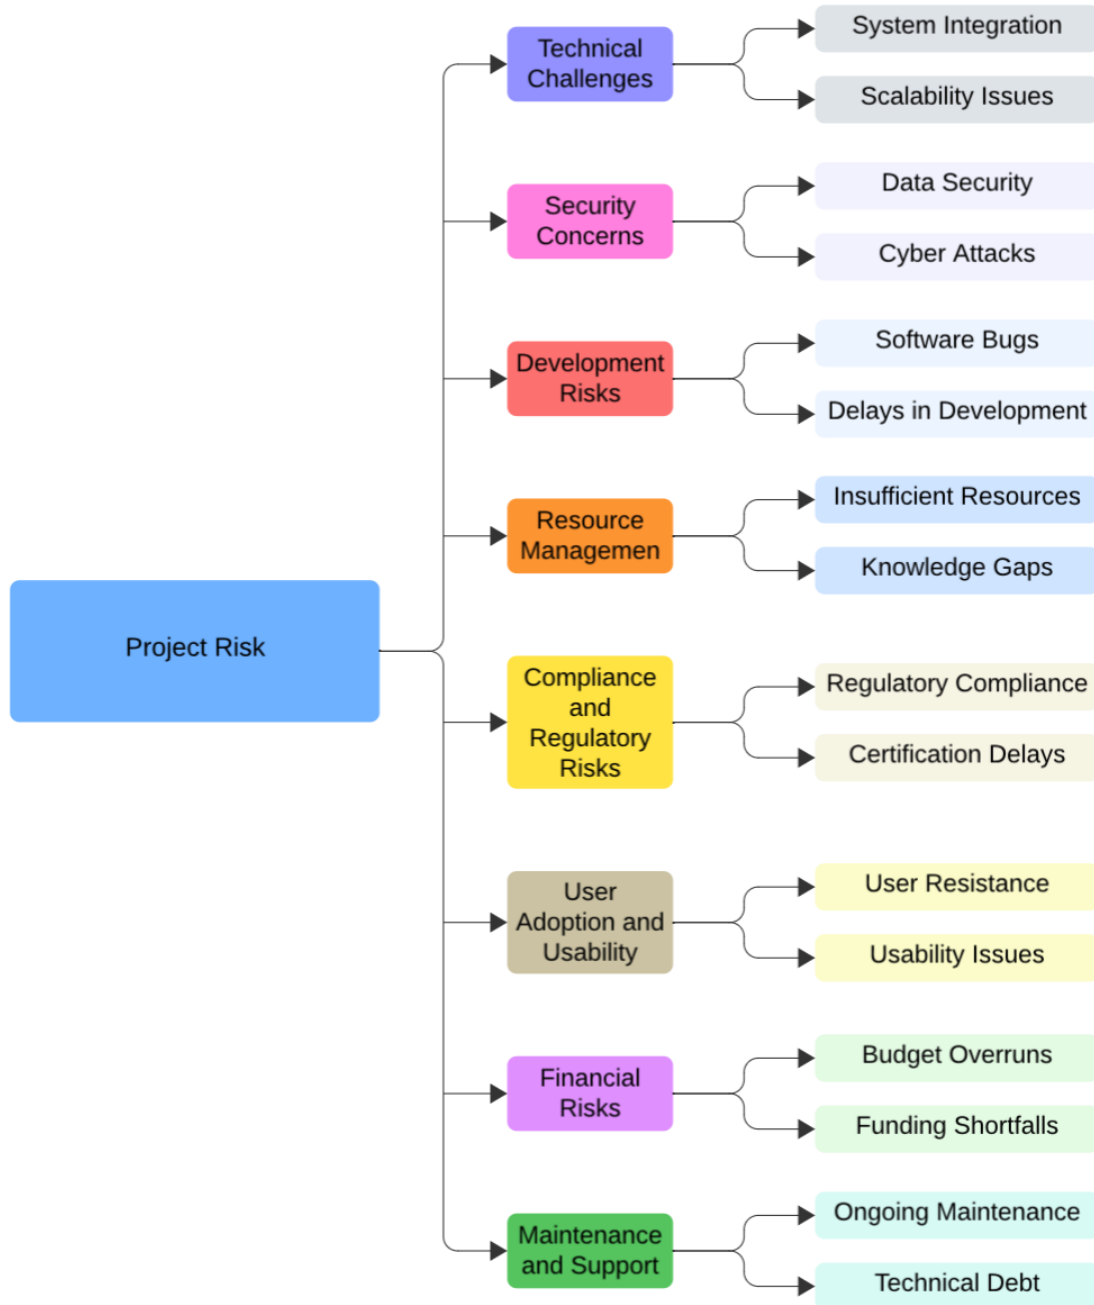 Project Risk
Technical
Challenges
System Integration
Scalability Issues
Security
Concerns
Data Security
Cyber Attacks
Development
Risks
Software Bugs
Delays in Development
Resource
Managemen
Insufficient Resources
Knowledge Gaps
Compliance
and
Regulatory
Risks
Regulatory Compliance
Certification Delays
User
Adoption and
Usability
User Resistance
Usability Issues
Financial
Risks
Budget Overruns
Funding Shortfalls
Maintenance
and Support
Ongoing Maintenance
Technical Debt